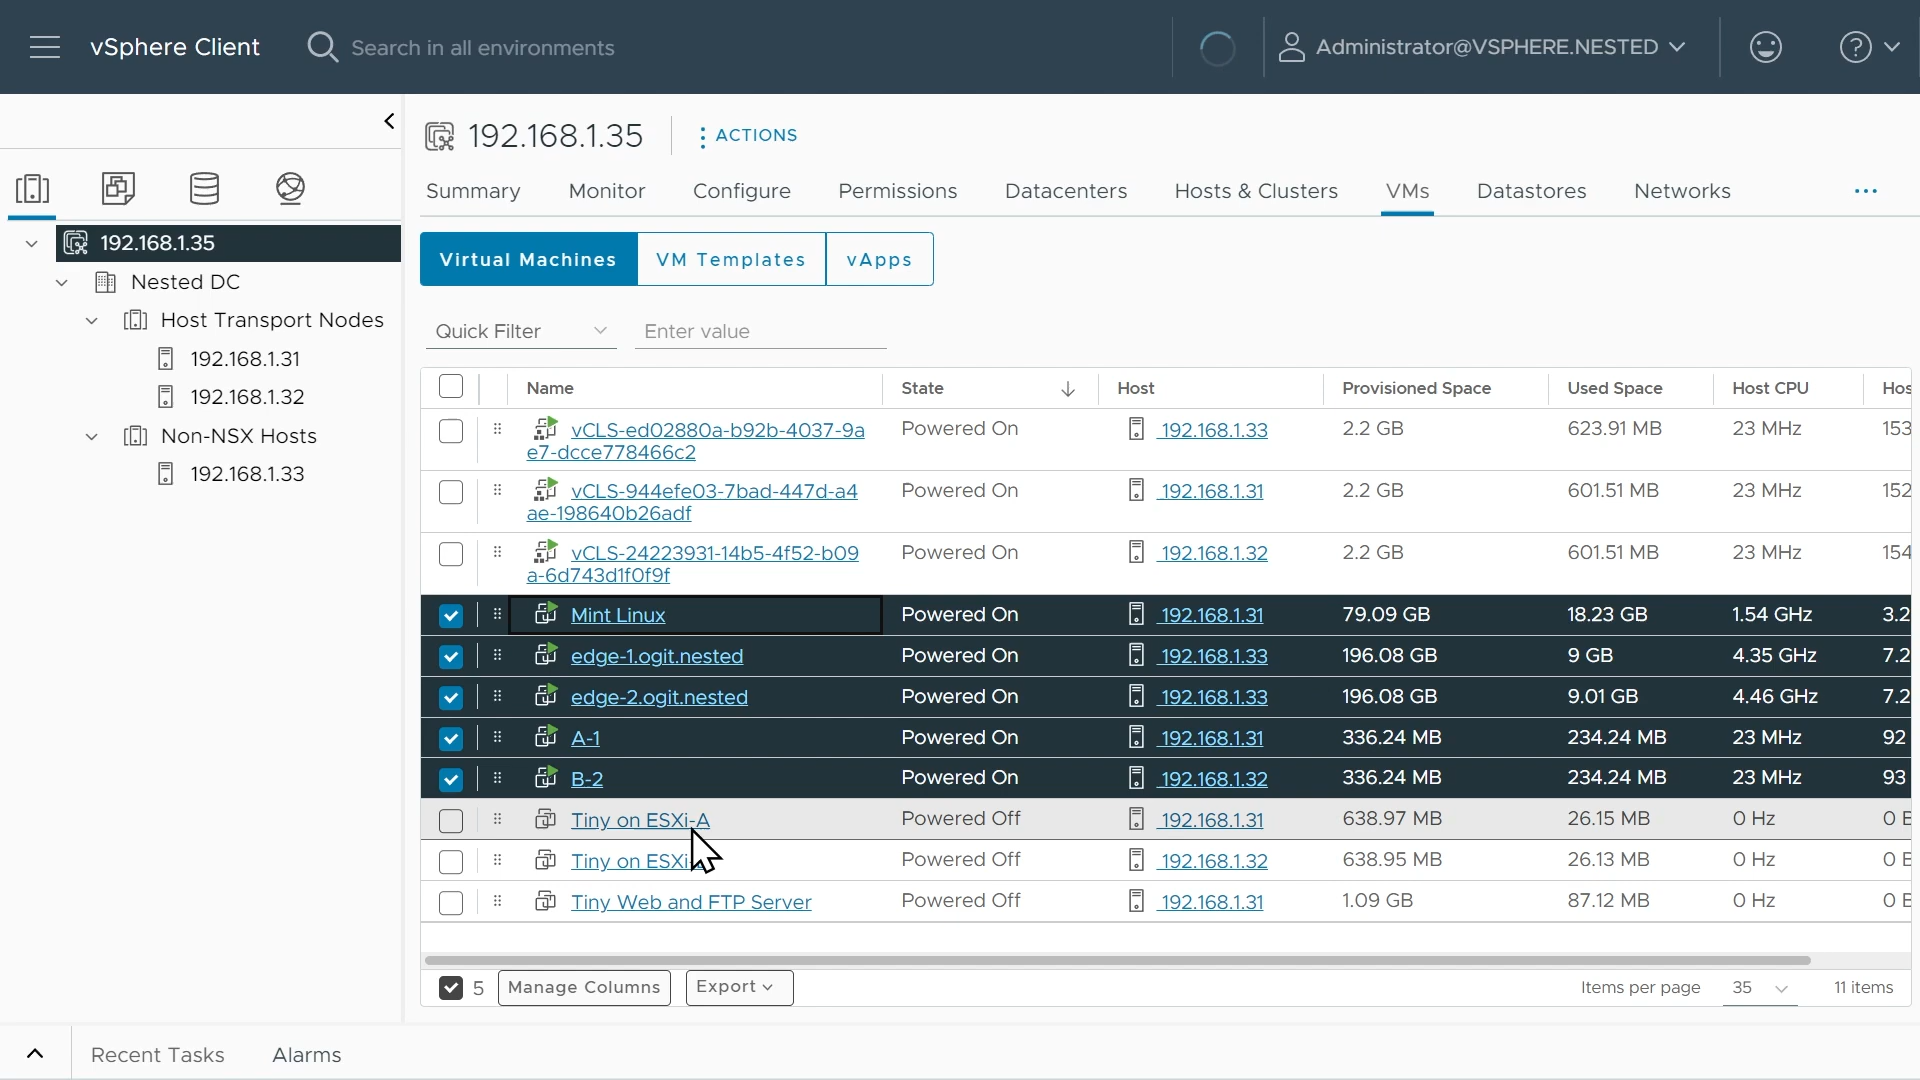 vSphere Client
Search in all environments
Administrator@VSPHERE.NESTED
192.168.1.35
ACTIONS
Summary Monitor Configure Permissions Datacenters Hosts & Clusters VMs Datastores Networks
192.168.1.35
Nested DC
Host Transport Nodes
192.168.1.31
192.168.1.32
Non-NSX Hosts
192.168.1.33
Virtual Machines VM Templates vApps
Quick Filter Enter value
Name State Host Provisioned Space Used Space Host CPU Hos
vCLS-ed02880a-b92b-4037-9a Powered On 192.168.1.33 2.2 GB 623.91 MB 23 MHz 153
e7-dcce778466c2
vCLS-944efe03-7bad-447d-a4 Powered On 192.168.1.31 2.2 GB 601.51 MB 23 MHz 152
ae-198640b26adf
vCLS-24223931-14b5-4f52-b09 Powered On 192.168.1.32 2.2 GB 601.51 MB 23 MHz 154
a-6d743d1f0f9f
Mint Linux Powered On 192.168.1.31 79.09 GB 18.23 GB 1.54 GHz 3.2
edge-1.ogit.nested Powered On 192.168.1.33 196.08 GB 9 GB 4.35 GHz 7.2
edge-2.ogit.nested Powered On 192.168.1.33 196.08 GB 9.01 GB 4.46 GHz 7.2
A-1 Powered On 192.168.1.31 336.24 MB 234.24 MB 23 MHz 92
B-2 Powered On 192.168.1.32 336.24 MB 234.24 MB 23 MHz 93
Tiny on ESXi-A Powered Off 192.168.1.31 638.97 MB 26.15 MB 0 Hz 0 B
Tiny on ESXi- Powered Off 192.168.1.32 638.95 MB 26.13 MB 0 Hz 0 B
Tiny Web and FTP Server Powered Off 192.168.1.31 1.09 GB 87.12 MB 0 Hz 0 B
5 Manage Columns Export Items per page 35 11 items
Recent Tasks Alarms